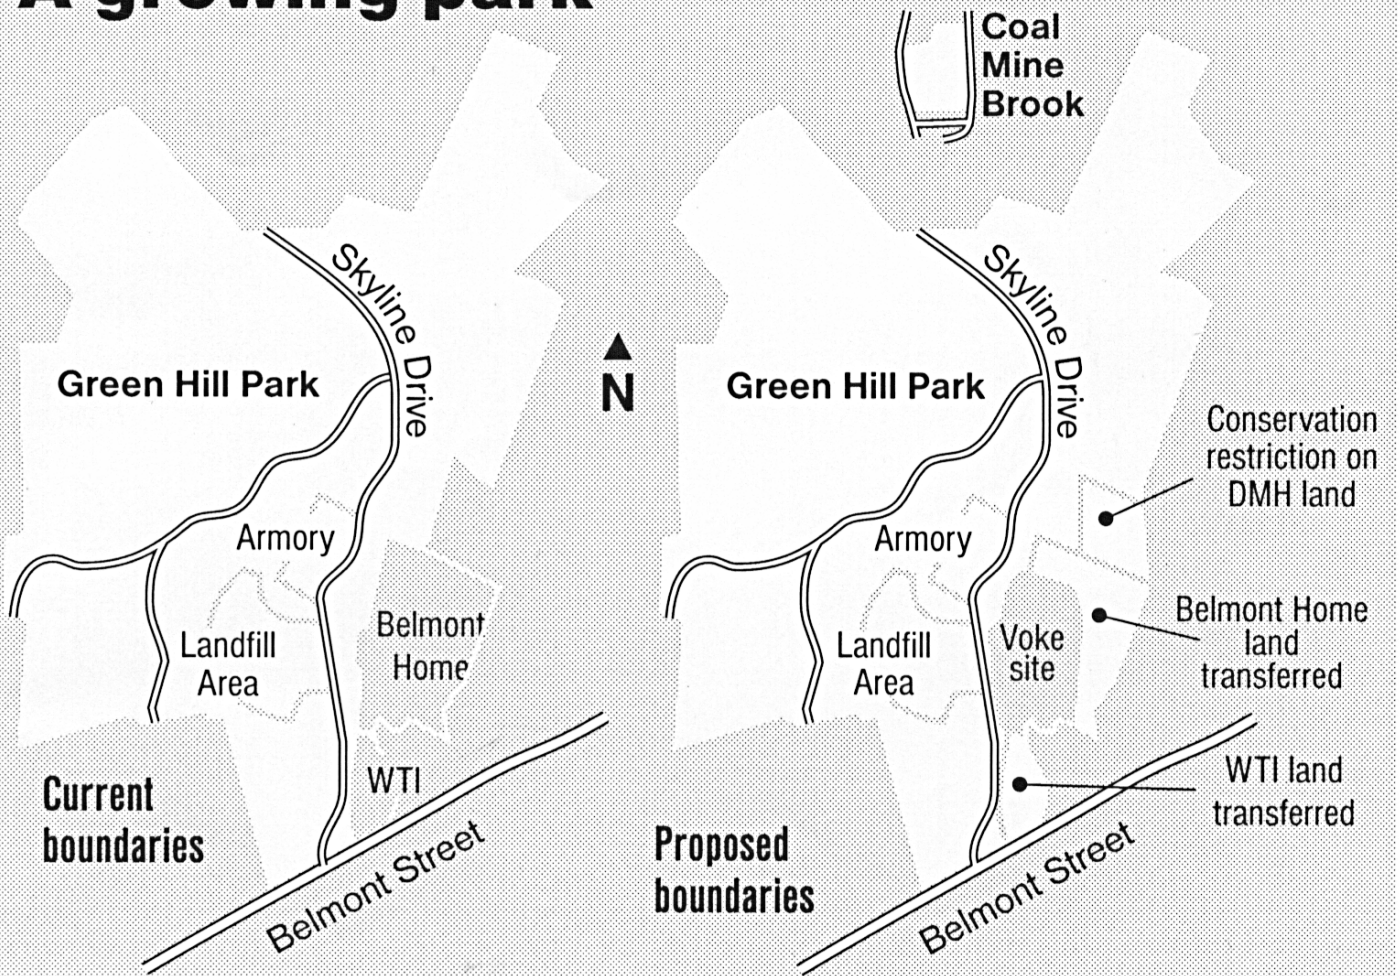 A growing park
Coal
Mine
Brook
Skyline Drive
Green Hill Park
Armory
Landfill
Area
Belmont
Home
WTI
Current
boundaries
Belmont Street
N
Skyline Drive
Green Hill Park
Conservation
restriction on
DMH land
Armory
Landfill
Area
Voke
site
Belmont Home
land
transferred
WTI land
transferred
Proposed
boundaries
Belmont Street